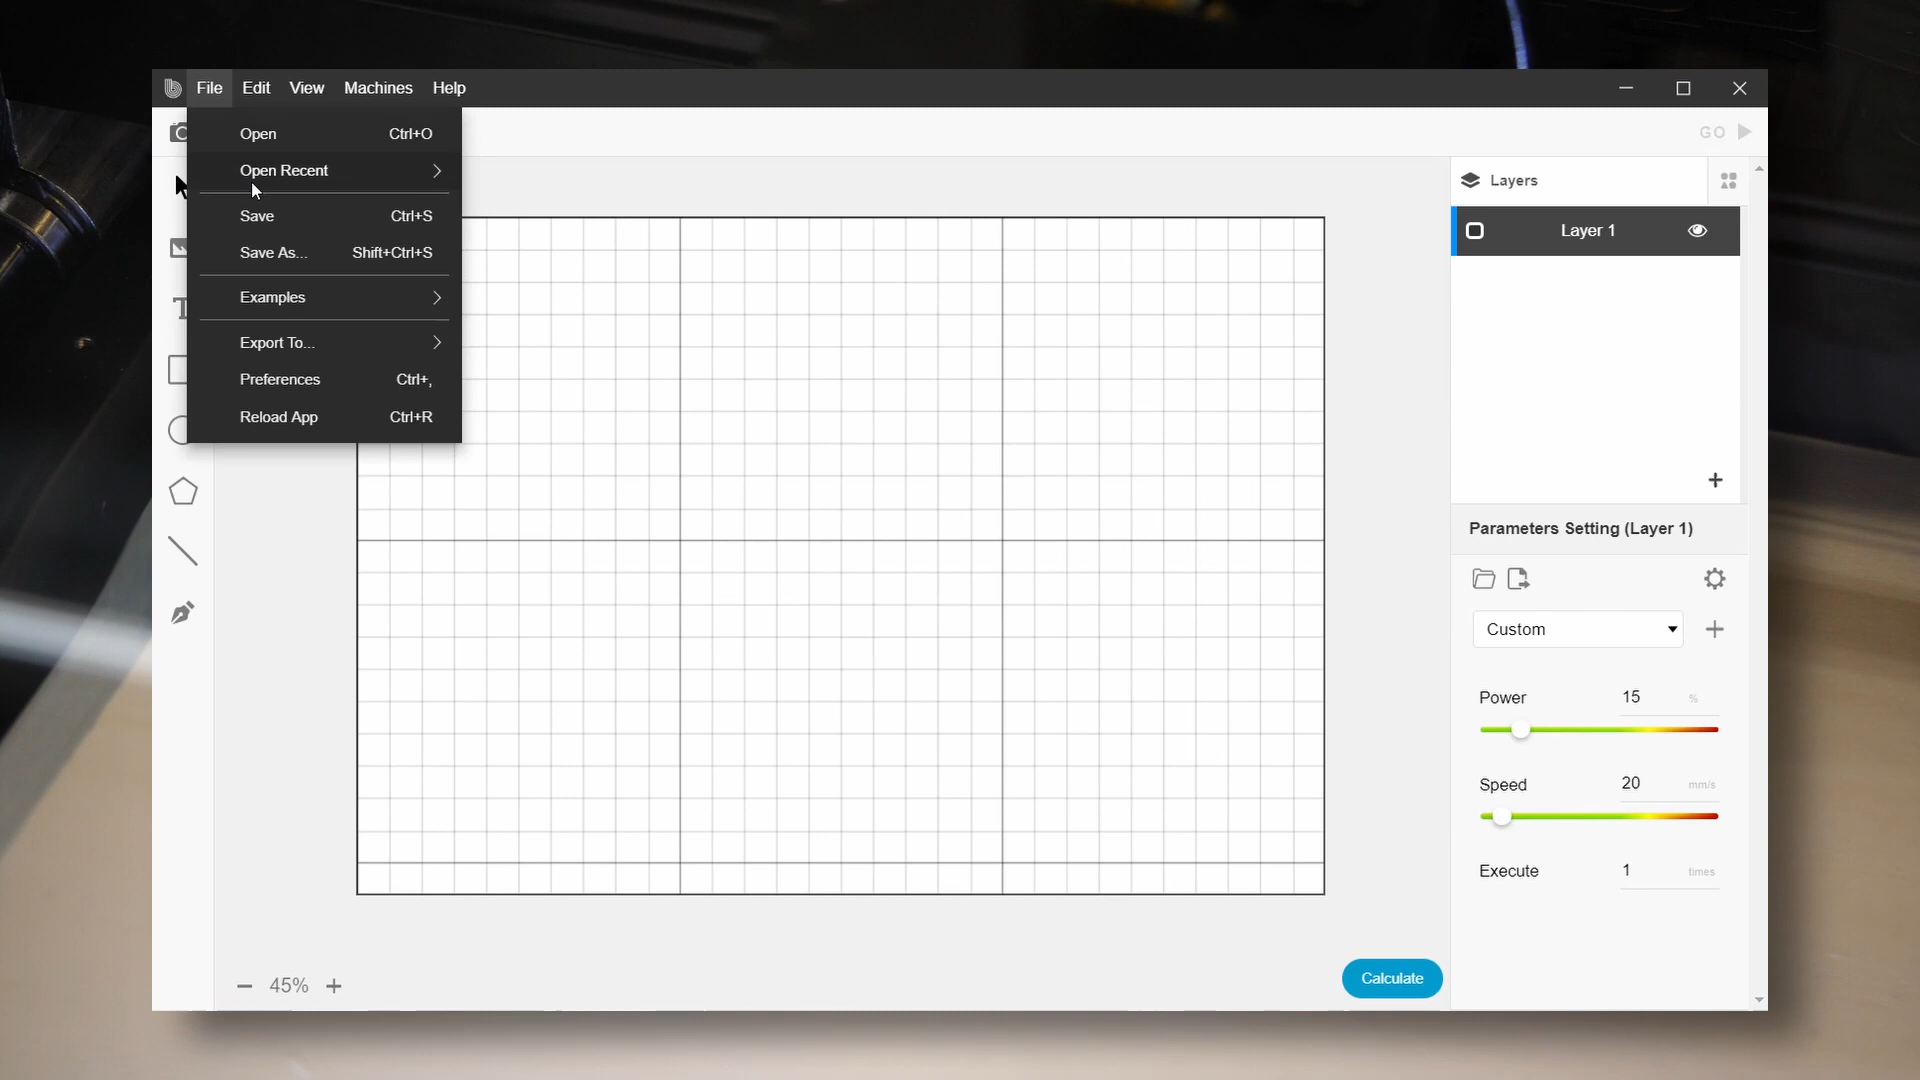 File Edit View Machines Help
GO
Open Ctrl+O
Open Recent
Save Ctrl+S
Save As... Shift+Ctrl+S
Examples
Export To...
Preferences Ctrl+,
Reload App Ctrl+R
T
Layers
Layer 1
+
Parameters Setting (Layer 1)
Custom
Power 15 %
Speed 20 mm/s
Execute 1 times
Calculate
45%